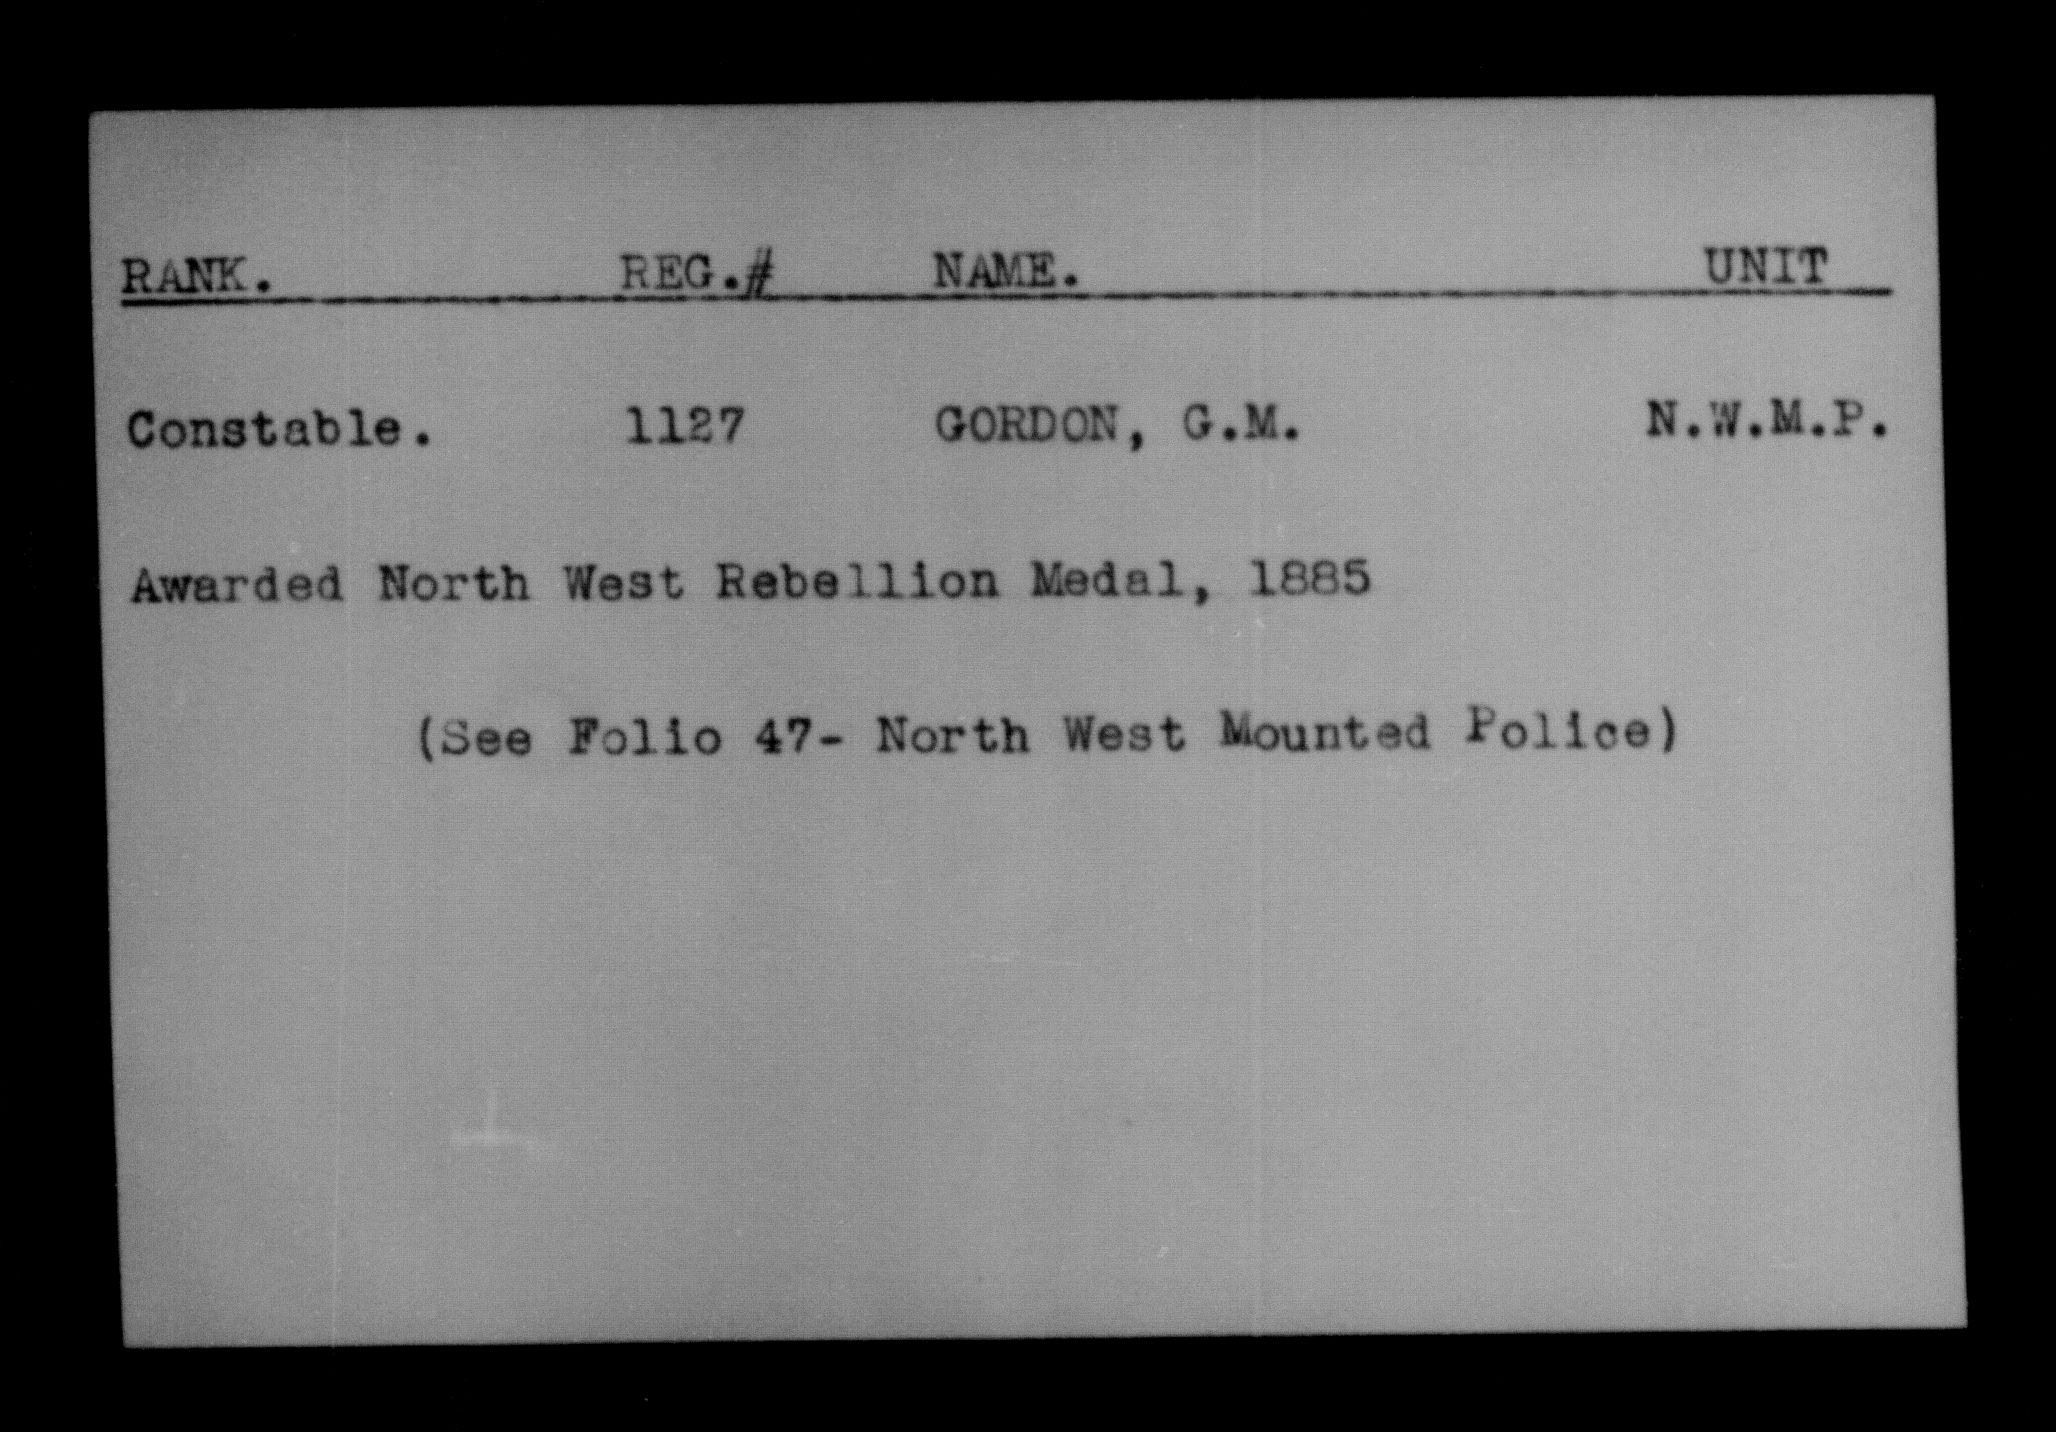 RANK. REG.# NAME. UNIT
Constable. 1127 GORDON, G.M. N.W.M.P.
Awarded North West Rebellion Medal, 1885
(See Folio 47- North West Mounted Police)